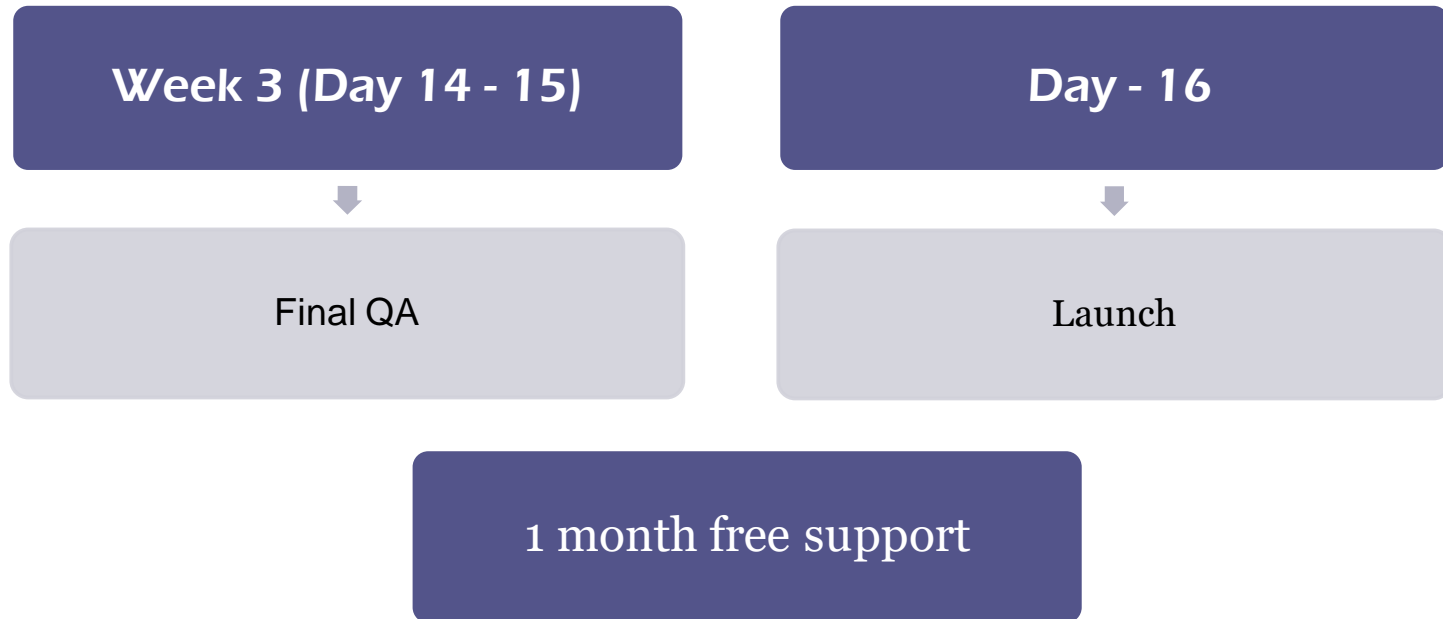 Week 3 (Day 14 - 15)
Day - 16
Final QA
Launch
1 month free support